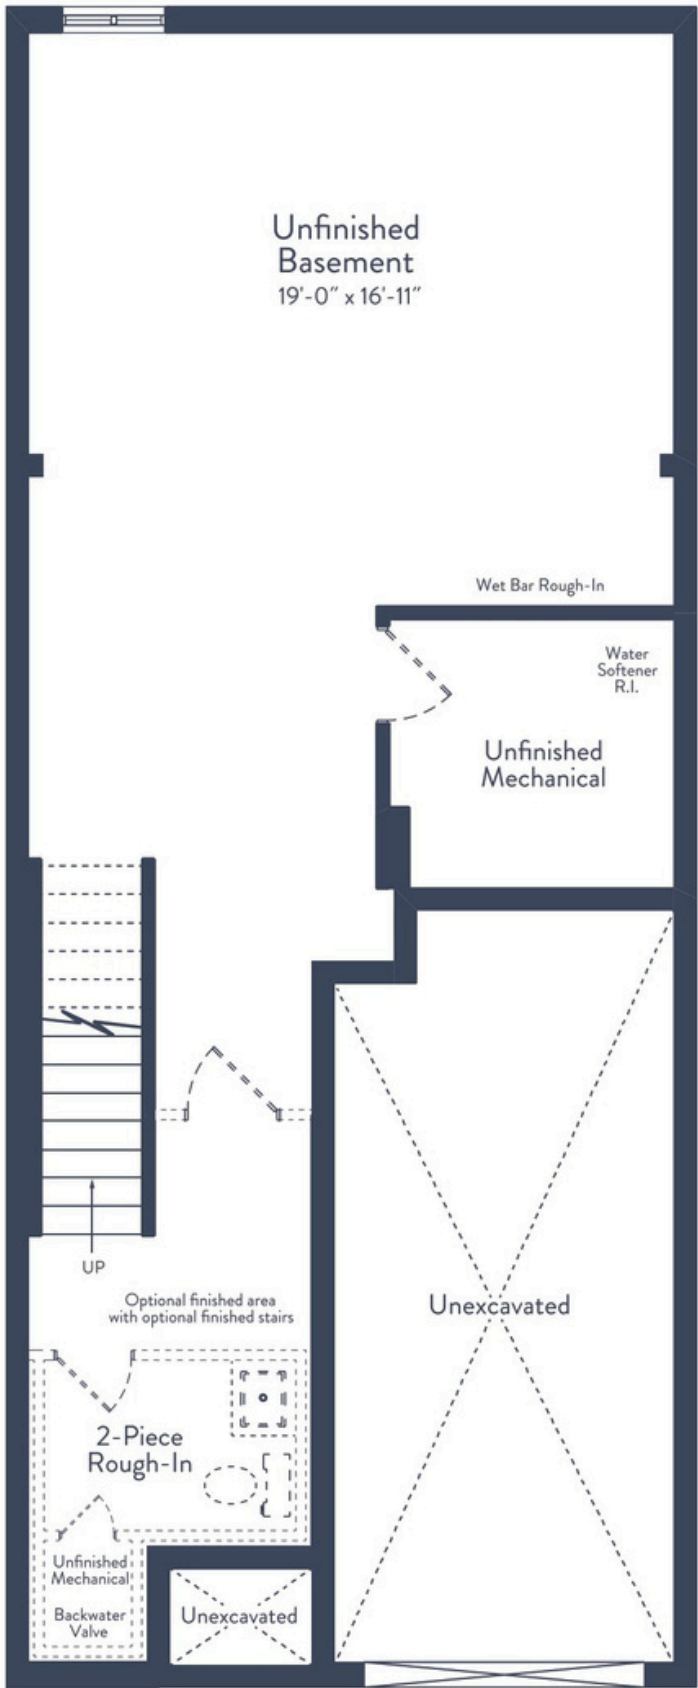 Unfinished
Basement
19'-0" x 16'-11"
Wet Bar Rough-In
Water
Softener
R.I.
Unfinished
Mechanical
UP
Optional finished area
with optional finished stairs
Unexcavated
2-Piece
Rough-In
Unfinished
Mechanical
Backwater
Valve
Unexcavated